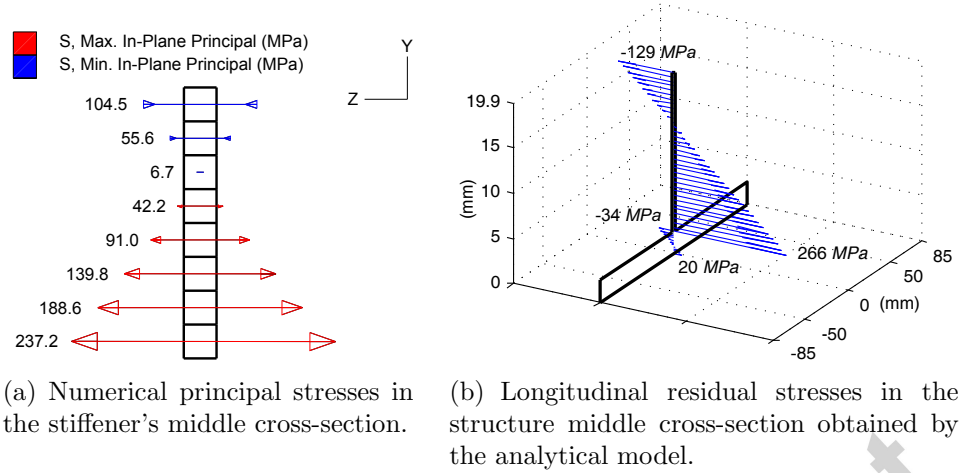 S, Max. In-Plane Principal (MPa)
S, Min. In-Plane Principal (MPa)
Y
Z
104.5
55.6
6.7
42.2
91.0
139.8
188.6
237.2
(a) Numerical principal stresses in
the stiffener's middle cross-section.
-129 MPa
19.9
15
10
5
0
(mm)
-34 MPa
20 MPa
266 MPa
85
50
0 (mm)
-50
-85
(b) Longitudinal residual stresses in the
structure middle cross-section obtained by
the analytical model.